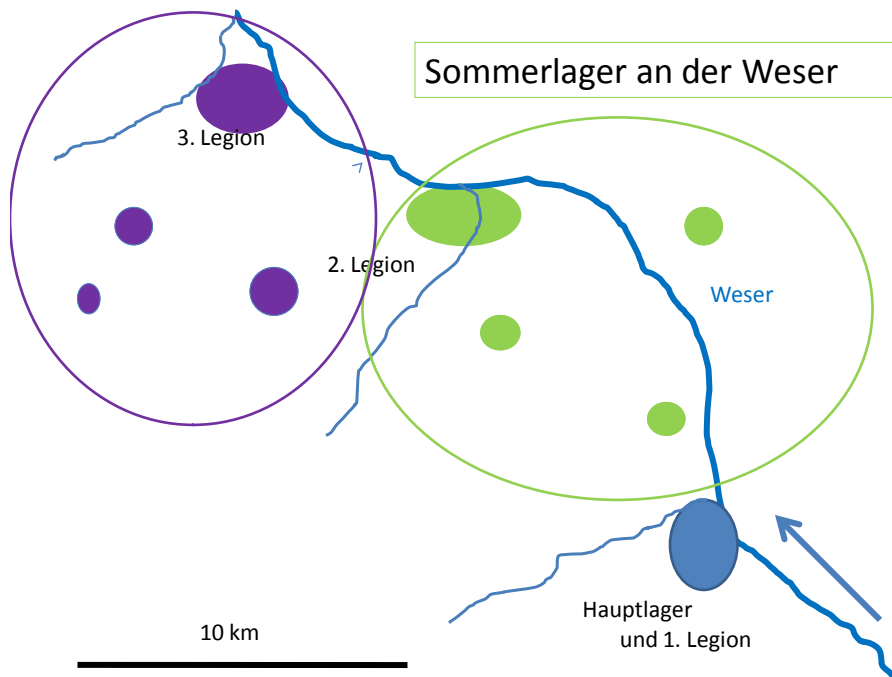 Sommerlager an der Weser
3. Legion
2. Legion
Weser
Hauptlager
und 1. Legion
10 km